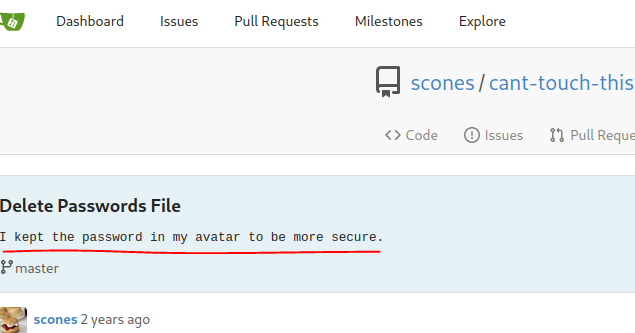 Dashboard Issues Pull Requests Milestones Explore
scones / cant-touch-this
Code Issues Pull Reque
Delete Passwords File
I kept the password in my avatar to be more secure.
master
scones 2 years ago